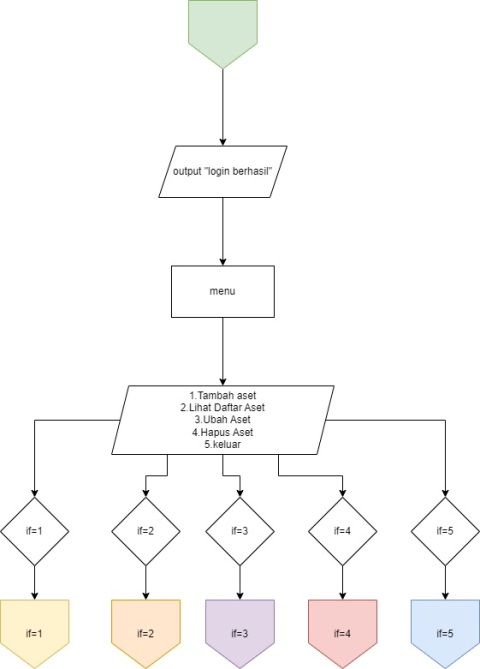 output "login berhasil"
menu
1.Tambah aset
2.Lihat Daftar Aset
3.Ubah Aset
4.Hapus Aset
5.keluar
if=1
if=2
if=3
if=4
if=5
if=1
if=2
if=3
if=4
if=5